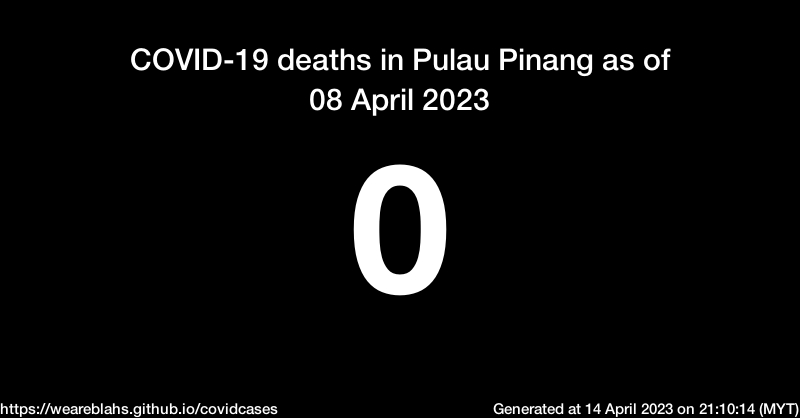 COVID-19 deaths in Pulau Pinang as of
08 April 2023
0
https://weareblahs.github.io/covidcases
Generated at 14 April 2023 on 21:10:14 (MYT)